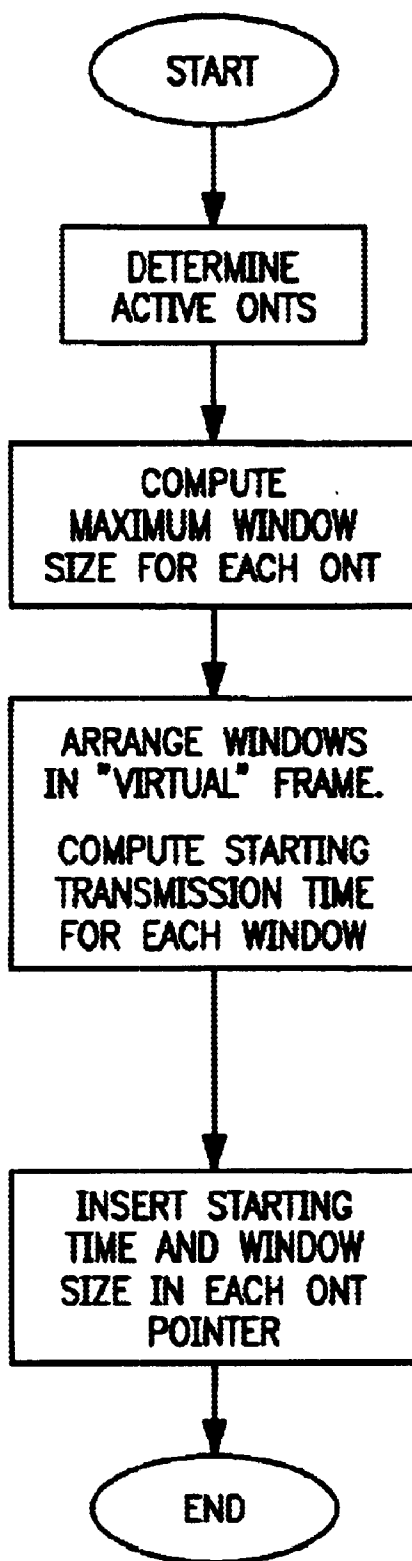 START
DETERMINE
ACTIVE ONTS
COMPUTE
MAXIMUM WINDOW
SIZE FOR EACH ONT
ARRANGE WINDOWS
IN "VIRTUAL" FRAME.
COMPUTE STARTING
TRANSMISSION TIME
FOR EACH WINDOW
INSERT STARTING
TIME AND WINDOW
SIZE IN EACH ONT
POINTER
END